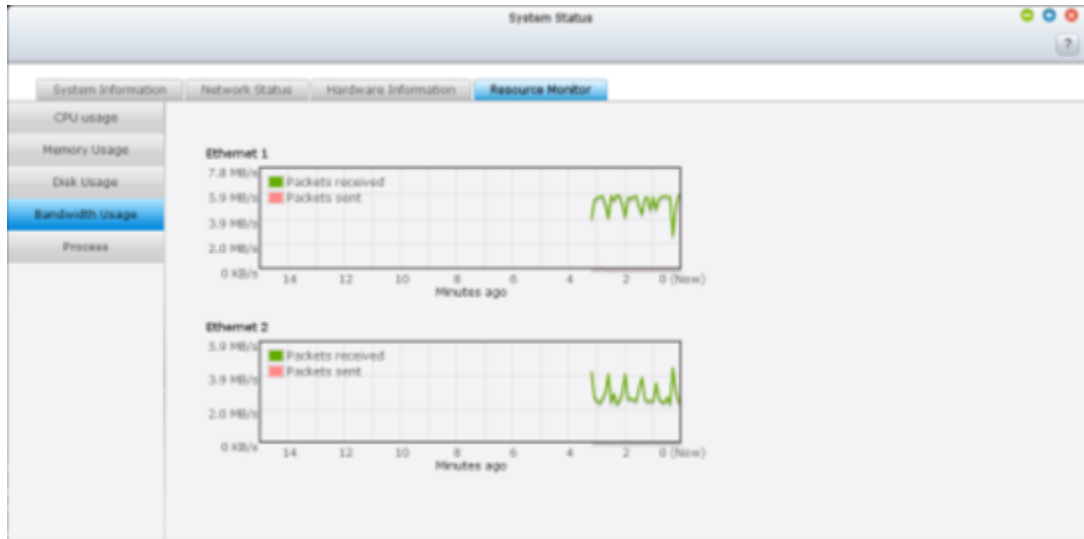 System Status
?
System Information Network Status Hardware Information Resource Monitor
CPU usage
Memory Usage
Disk Usage
Bandwidth Usage
Process
Ethernet 1
7.8 MB/s
5.9 MB/s
3.9 MB/s
2.0 MB/s
0 KB/s
Packets received
Packets sent
14 12 10 8 6 4 2 0 (Now)
Minutes ago
Ethernet 2
5.9 MB/s
3.9 MB/s
2.0 MB/s
0 KB/s
Packets received
Packets sent
14 12 10 8 6 4 2 0 (Now)
Minutes ago